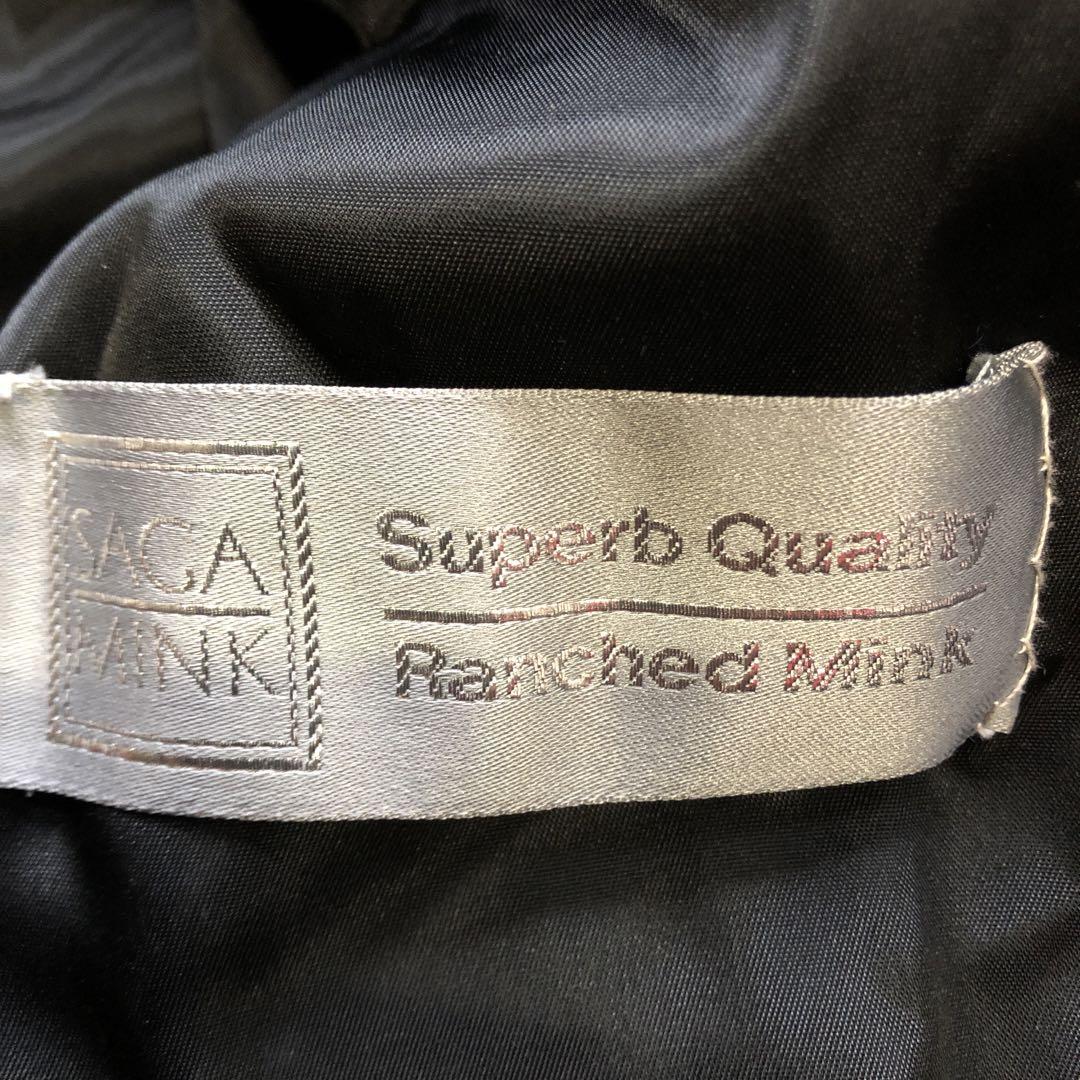 SAGA
MINK
Superb Quality
Ranched Mink